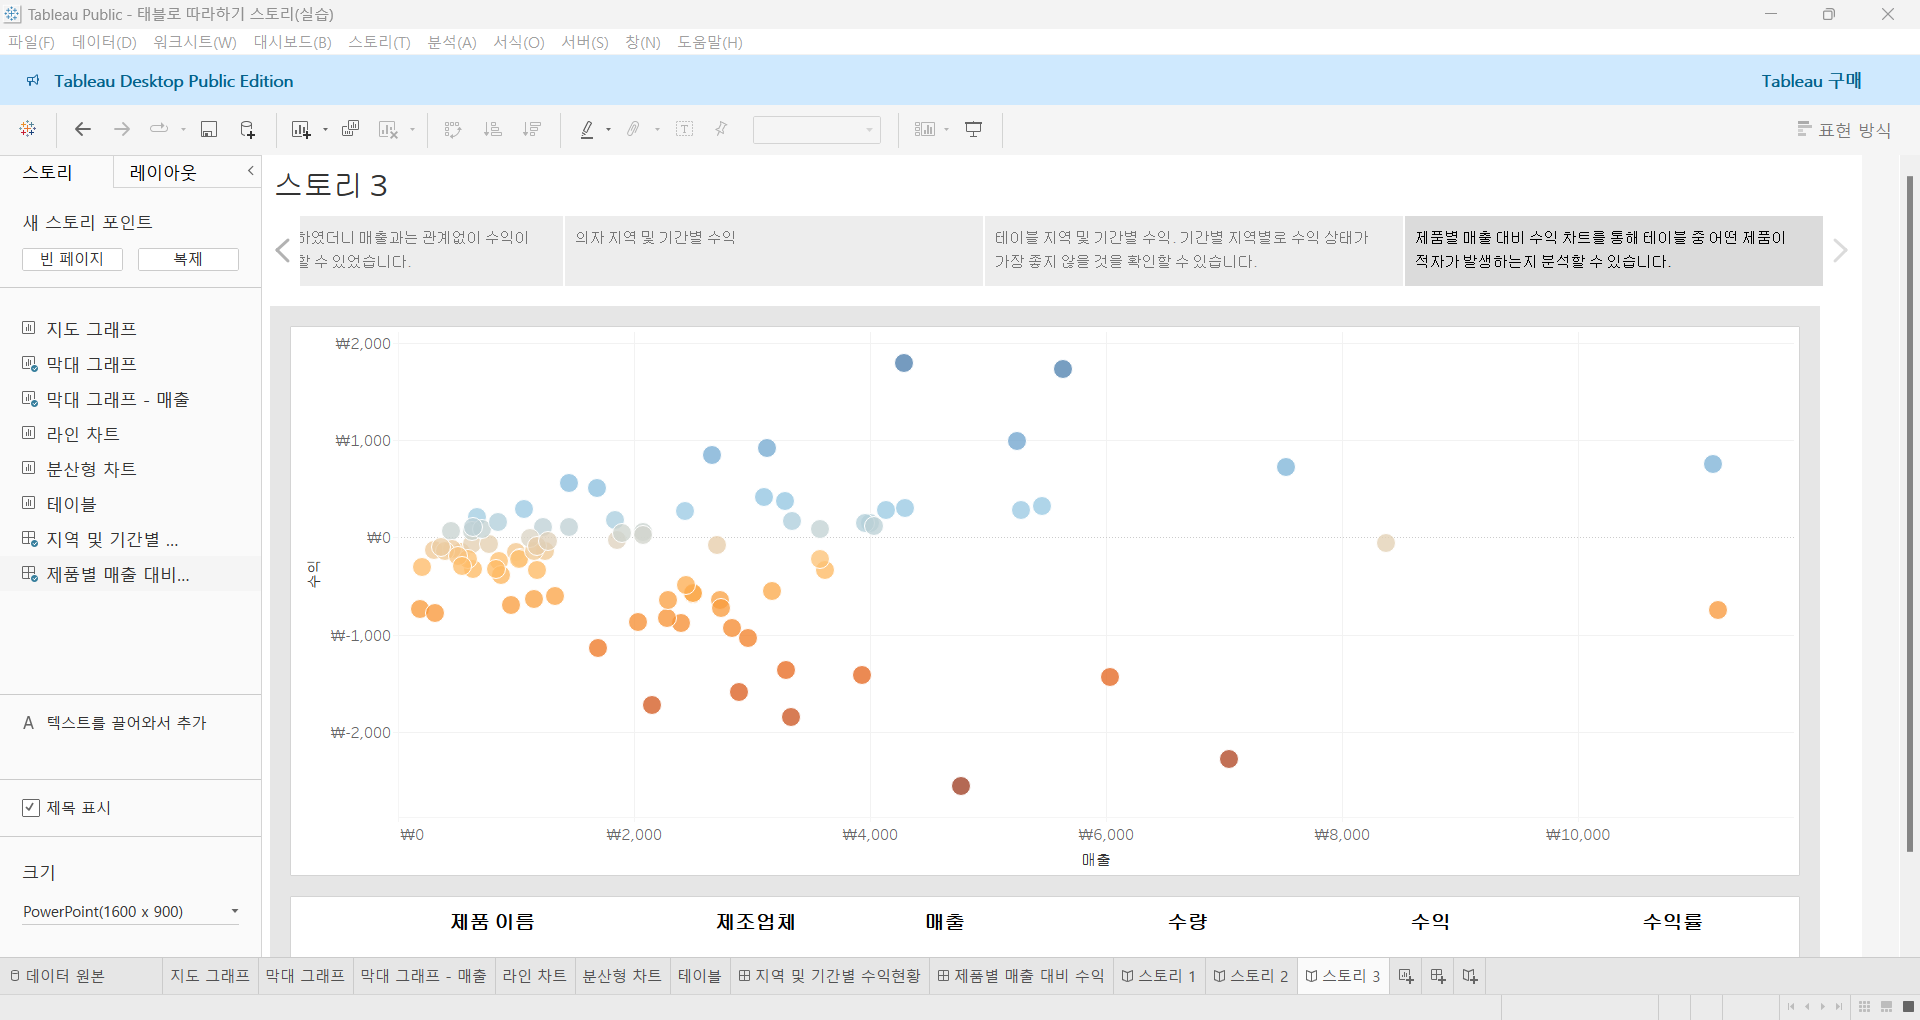 Tableau Public - 태블로 따라하기 스토리(실습)
파일(F) 데이터(D) 워크시트(W) 대시보드(B) 스토리(T) 분석(A) 서식(O) 서버(S) 창(N) 도움말(H)
Tableau Desktop Public Edition
Tableau 구매
표현 방식
스토리 레이아웃
새 스토리 포인트
빈 페이지 복제
지도 그래프
막대 그래프
막대 그래프 - 매출
라인 차트
분산형 차트
테이블
지역 및 기간별 ...
제품별 매출 대비...
A 텍스트를 끌어와서 추가
제목 표시
크기
PowerPoint(1600 x 900)
스토리 3
하였더니 매출과는 관계없이 수익이
할 수 있었습니다.
의자 지역 및 기간별 수익
테이블 지역 및 기간별 수익. 기간별 지역별로 수익 상태가
가장 좋지 않을 것을 확인할 수 있습니다.
제품별 매출 대비 수익 차트를 통해 테이블 중 어떤 제품이
적자가 발생하는지 분석할 수 있습니다.
₩2,000
₩1,000
₩0
수익
₩-1,000
₩-2,000
₩0 ₩2,000 ₩4,000 ₩6,000 ₩8,000 ₩10,000
매출
제품 이름 제조업체 매출 수량 수익 수익률
데이터 원본 지도 그래프 막대 그래프 막대 그래프 - 매출 라인 차트 분산형 차트 테이블 지역 및 기간별 수익현황 제품별 매출 대비 수익 스토리 1 스토리 2 스토리 3